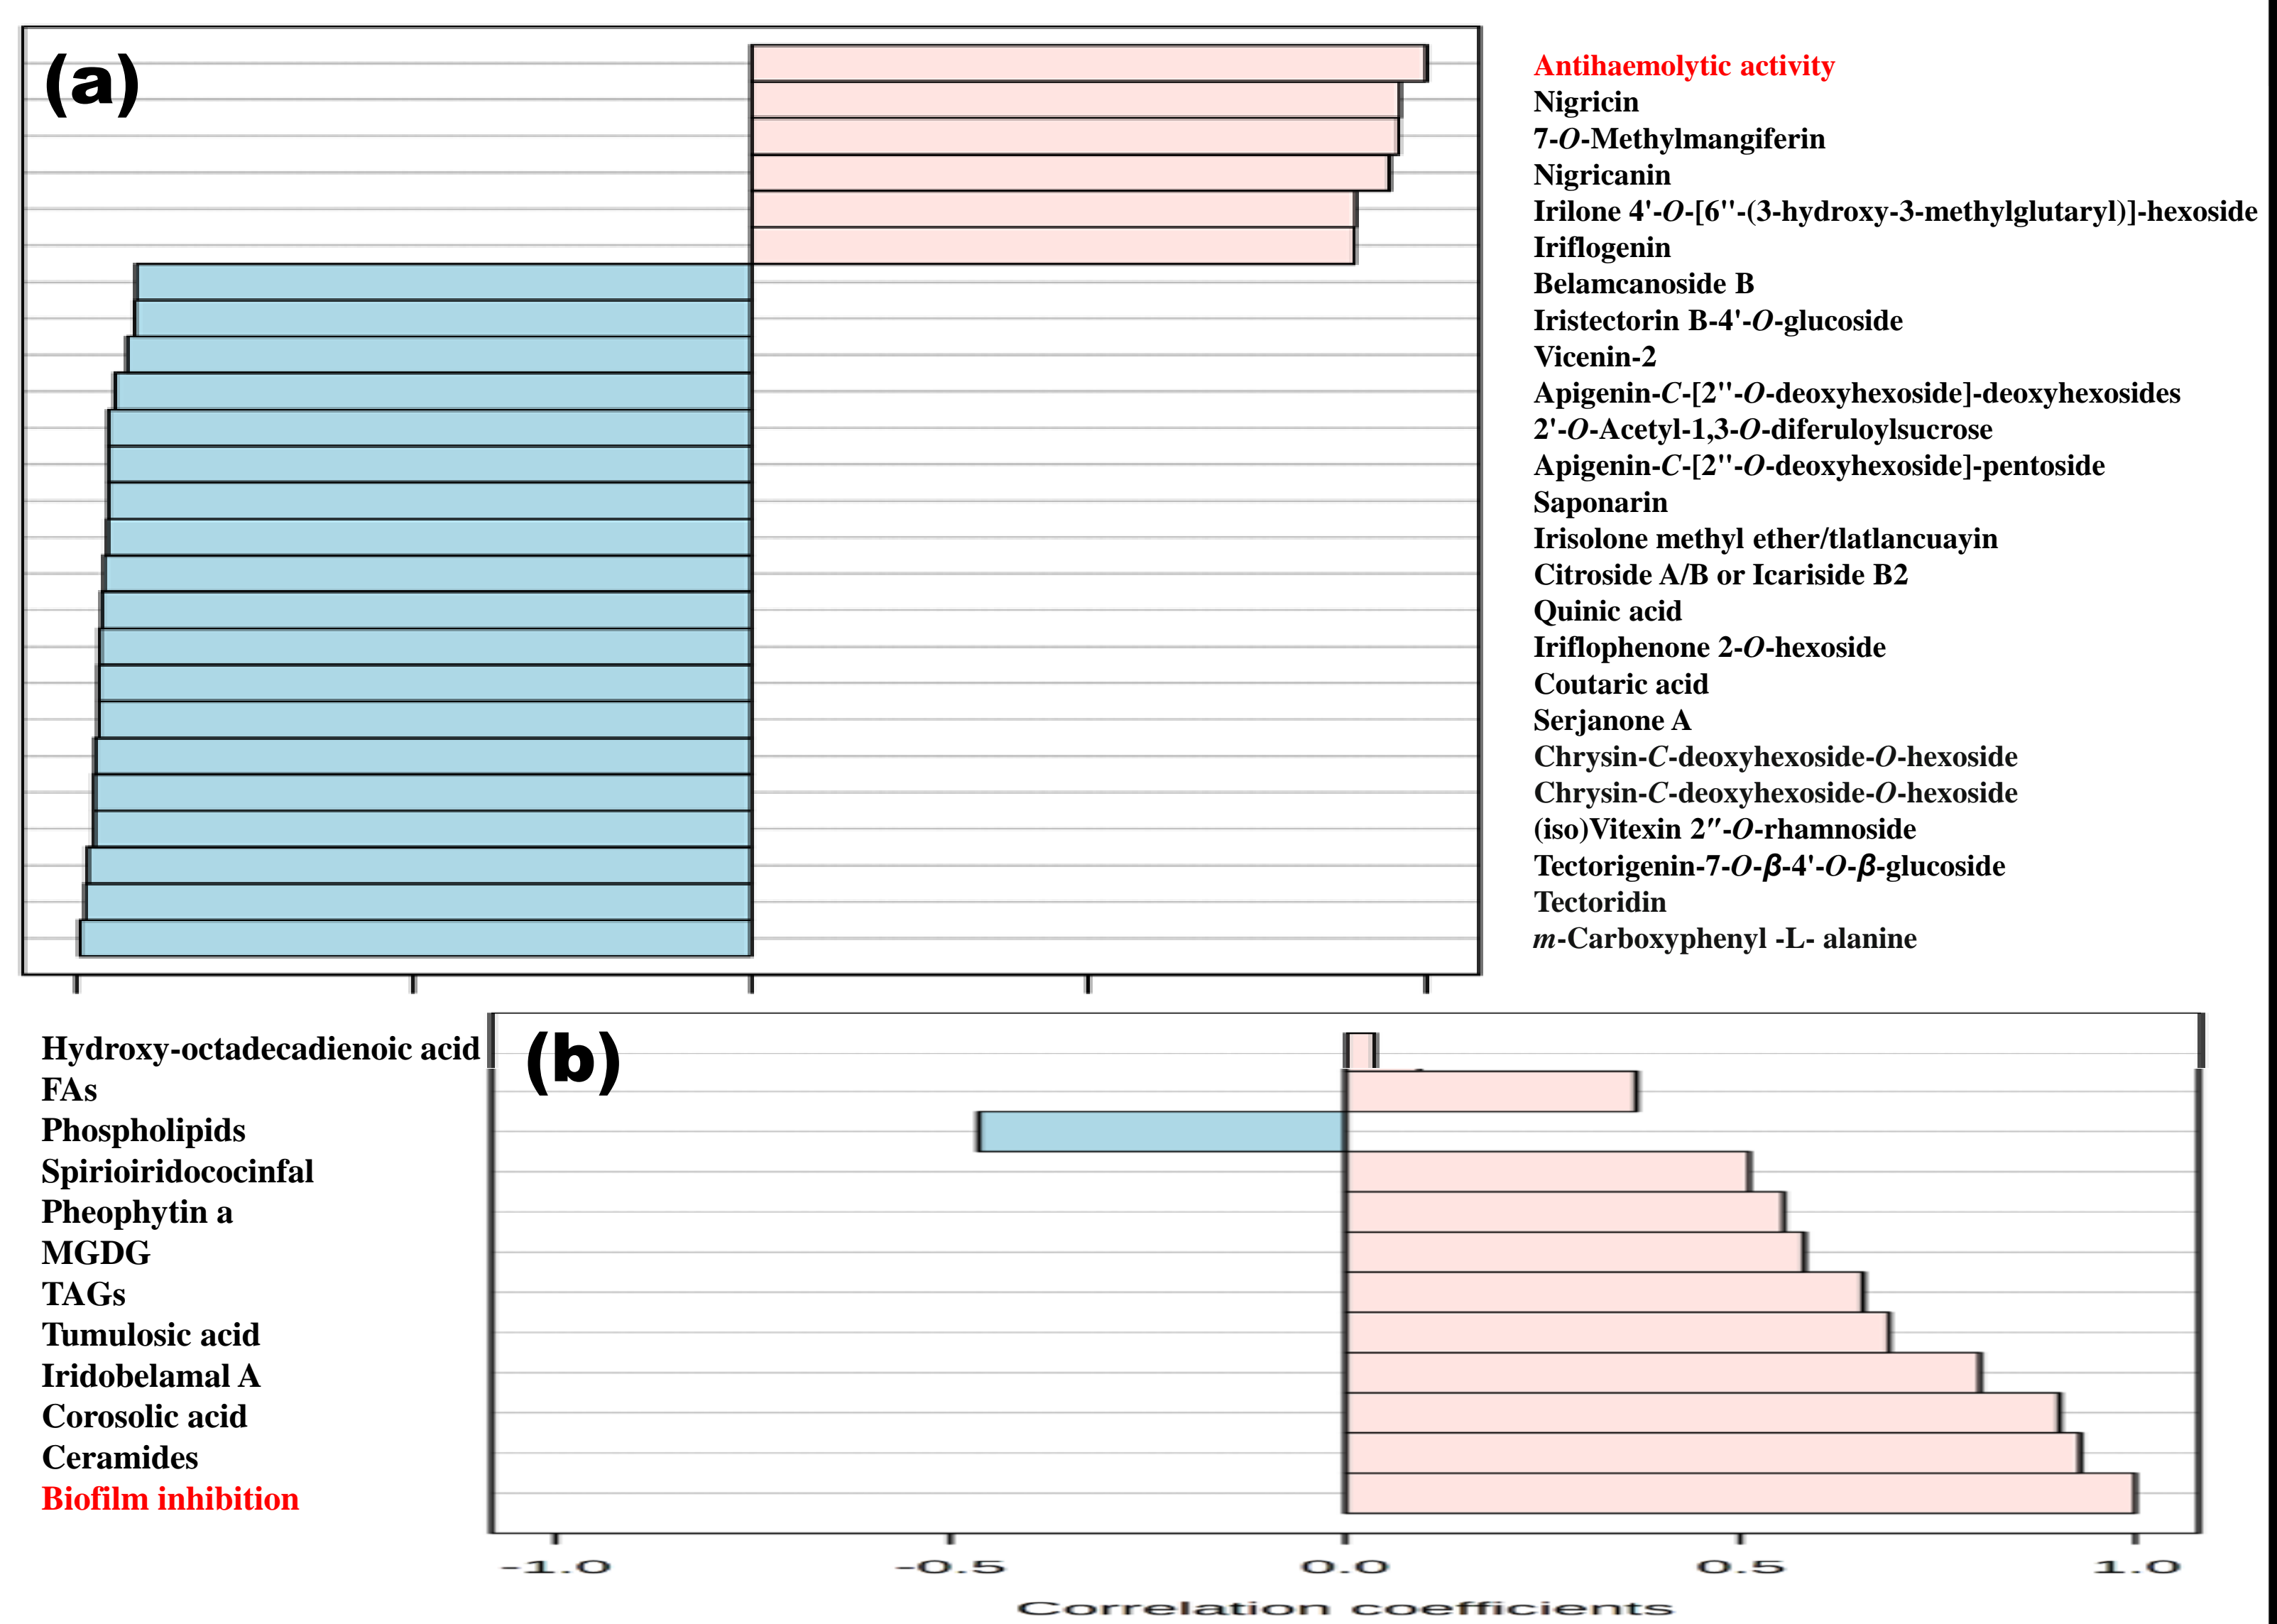 (a)
Antihaemolytic activity
Nigricin
7-O-Methylmangiferin
Nigricanin
Irilone 4'-O-[6''-(3-hydroxy-3-methylglutaryl)]-hexoside
Iriflogenin
Belamcanoside B
Iristectorin B-4'-O-glucoside
Vicenin-2
Apigenin-C-[2''-O-deoxyhexoside]-deoxyhexosides
2'-O-Acetyl-1,3-O-diferuloylsucrose
Apigenin-C-[2''-O-deoxyhexoside]-pentoside
Saponarin
Irisolone methyl ether/tlatlancuayin
Citroside A/B or Icariside B2
Quinic acid
Iriflophenone 2-O-hexoside
Coutaric acid
Serjanone A
Chrysin-C-deoxyhexoside-O-hexoside
Chrysin-C-deoxyhexoside-O-hexoside
(iso)Vitexin 2″-O-rhamnoside
Tectorigenin-7-O-β-4'-O-β-glucoside
Tectoridin
m-Carboxyphenyl -L- alanine
(b)
Hydroxy-octadecadienoic acid
FAs
Phospholipids
Spirioiridococinfal
Pheophytin a
MGDG
TAGs
Tumulosic acid
Iridobelamal A
Corosolic acid
Ceramides
Biofilm inhibition
-1.0 -0.5 0.0 0.5 1.0
Correlation coefficients